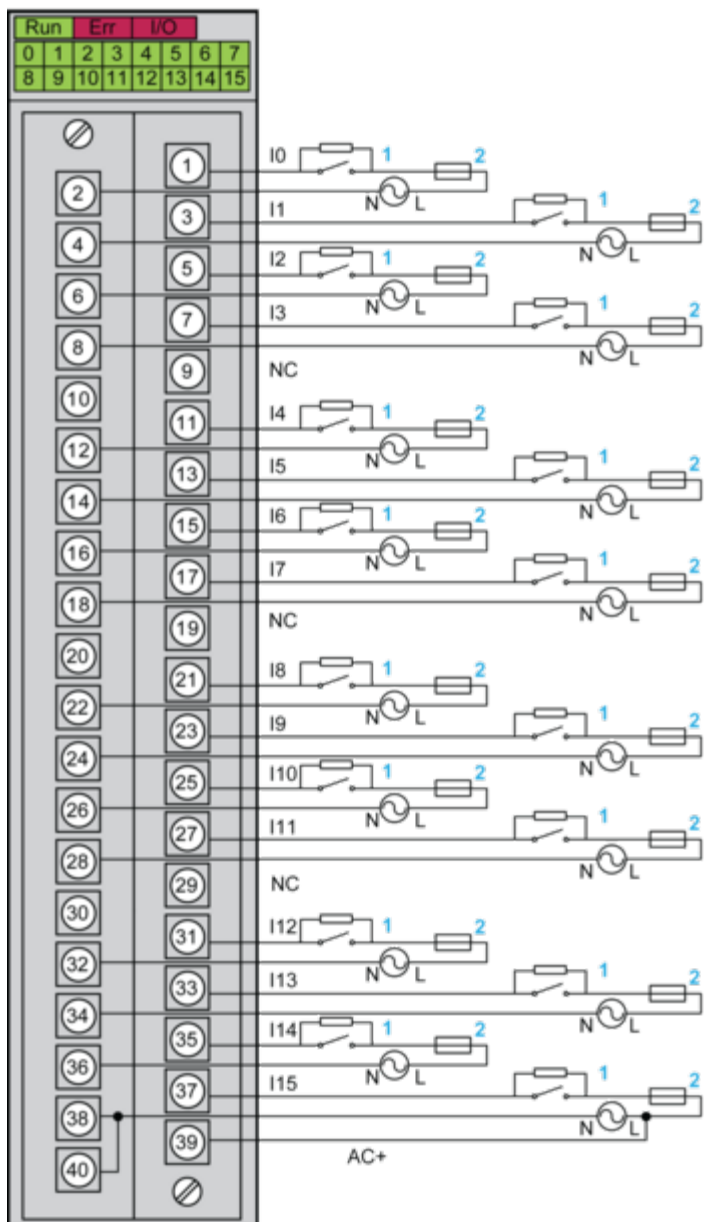 Run Err I/O
0 1 2 3 4 5 6 7
8 9 10 11 12 13 14 15
1 I0 1 2
2 N L
3 I1 1 2
4 N L
5 I2 1 2
6 N L
7 I3 1 2
8 N L
9 NC
10
11 I4 1 2
12 N L
13 I5 1 2
14 N L
15 I6 1 2
16 N L
17 I7 1 2
18 N L
19 NC
20
21 I8 1 2
22 N L
23 I9 1 2
24 N L
25 I10 1 2
26 N L
27 I11 1 2
28 N L
29 NC
30
31 I12 1 2
32 N L
33 I13 1 2
34 N L
35 I14 1 2
36 N L
37 I15 1 2
38 N L
39 AC+
40